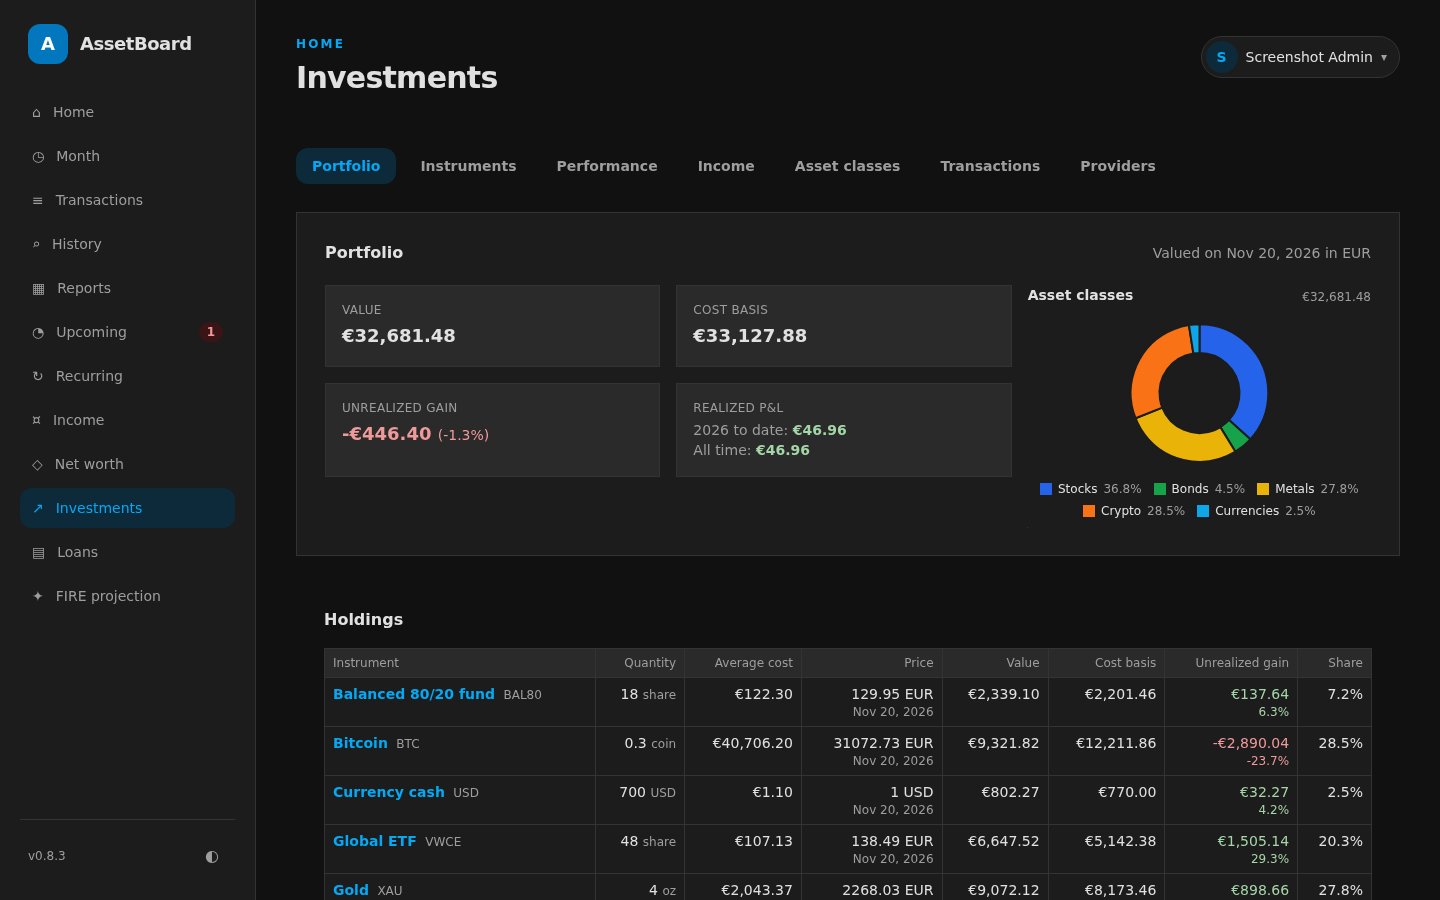 A AssetBoard
Home
Month
Transactions
History
Reports
Upcoming 1
Recurring
Income
Net worth
Investments
Loans
FIRE projection
v0.8.3
HOME
Investments
S Screenshot Admin
Portfolio Instruments Performance Income Asset classes Transactions Providers
Portfolio
Valued on Nov 20, 2026 in EUR
VALUE
€32,681.48
COST BASIS
€33,127.88
UNREALIZED GAIN
-€446.40 (-1.3%)
REALIZED P&L
2026 to date: €46.96
All time: €46.96
Asset classes €32,681.48
Stocks 36.8% Bonds 4.5% Metals 27.8%
Crypto 28.5% Currencies 2.5%
Holdings
Instrument Quantity Average cost Price Value Cost basis Unrealized gain Share
Balanced 80/20 fund BAL80 18 share €122.30 129.95 EUR €2,339.10 €2,201.46 €137.64 7.2%
Nov 20, 2026 6.3%
Bitcoin BTC 0.3 coin €40,706.20 31072.73 EUR €9,321.82 €12,211.86 -€2,890.04 28.5%
Nov 20, 2026 -23.7%
Currency cash USD 700 USD €1.10 1 USD €802.27 €770.00 €32.27 2.5%
Nov 20, 2026 4.2%
Global ETF VWCE 48 share €107.13 138.49 EUR €6,647.52 €5,142.38 €1,505.14 20.3%
Nov 20, 2026 29.3%
Gold XAU 4 oz €2,043.37 2268.03 EUR €9,072.12 €8,173.46 €898.66 27.8%